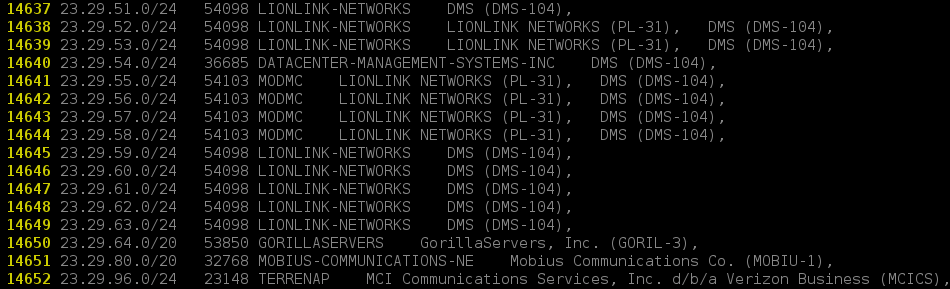 14637 23.29.51.0/24 54098 LIONLINK-NETWORKS DMS (DMS-104),
14638 23.29.52.0/24 54098 LIONLINK-NETWORKS LIONLINK NETWORKS (PL-31), DMS (DMS-104),
14639 23.29.53.0/24 54098 LIONLINK-NETWORKS LIONLINK NETWORKS (PL-31), DMS (DMS-104),
14640 23.29.54.0/24 36685 DATACENTER-MANAGEMENT-SYSTEMS-INC DMS (DMS-104),
14641 23.29.55.0/24 54103 MODMC LIONLINK NETWORKS (PL-31), DMS (DMS-104),
14642 23.29.56.0/24 54103 MODMC LIONLINK NETWORKS (PL-31), DMS (DMS-104),
14643 23.29.57.0/24 54103 MODMC LIONLINK NETWORKS (PL-31), DMS (DMS-104),
14644 23.29.58.0/24 54103 MODMC LIONLINK NETWORKS (PL-31), DMS (DMS-104),
14645 23.29.59.0/24 54098 LIONLINK-NETWORKS DMS (DMS-104),
14646 23.29.60.0/24 54098 LIONLINK-NETWORKS DMS (DMS-104),
14647 23.29.61.0/24 54098 LIONLINK-NETWORKS DMS (DMS-104),
14648 23.29.62.0/24 54098 LIONLINK-NETWORKS DMS (DMS-104),
14649 23.29.63.0/24 54098 LIONLINK-NETWORKS DMS (DMS-104),
14650 23.29.64.0/20 53850 GORILLASERVERS GorillaServers, Inc. (GORIL-3),
14651 23.29.80.0/20 32768 MOBIUS-COMMUNICATIONS-NE Mobius Communications Co. (MOBIU-1),
14652 23.29.96.0/24 23148 TERRENAP MCI Communications Services, Inc. d/b/a Verizon Business (MCICS),